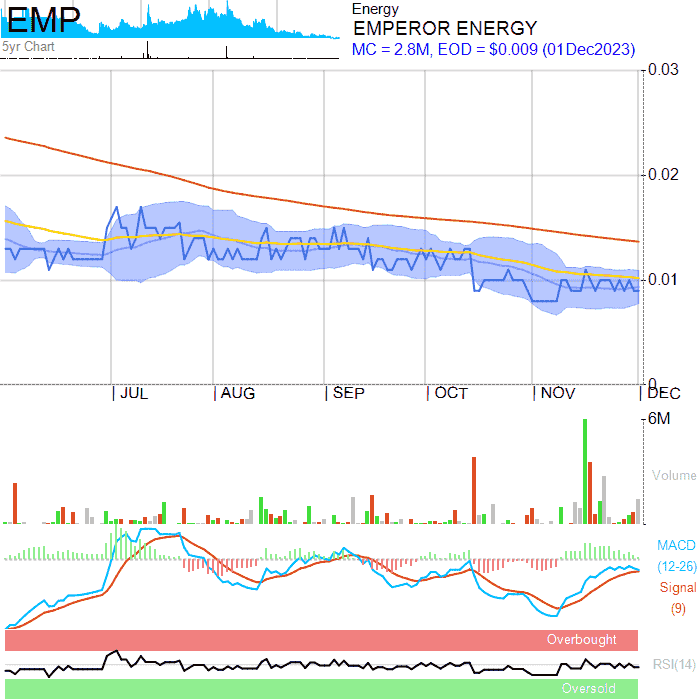 EMP
5yr Chart
Energy
EMPEROR ENERGY
MC = 2.8M, EOD = $0.009 (01Dec2023)
0.03
0.02
0.01
0
JUL AUG SEP OCT NOV DEC
6M
Volume
MACD
(12-26)
Signal
(9)
Overbought
RSI(14)
Oversold